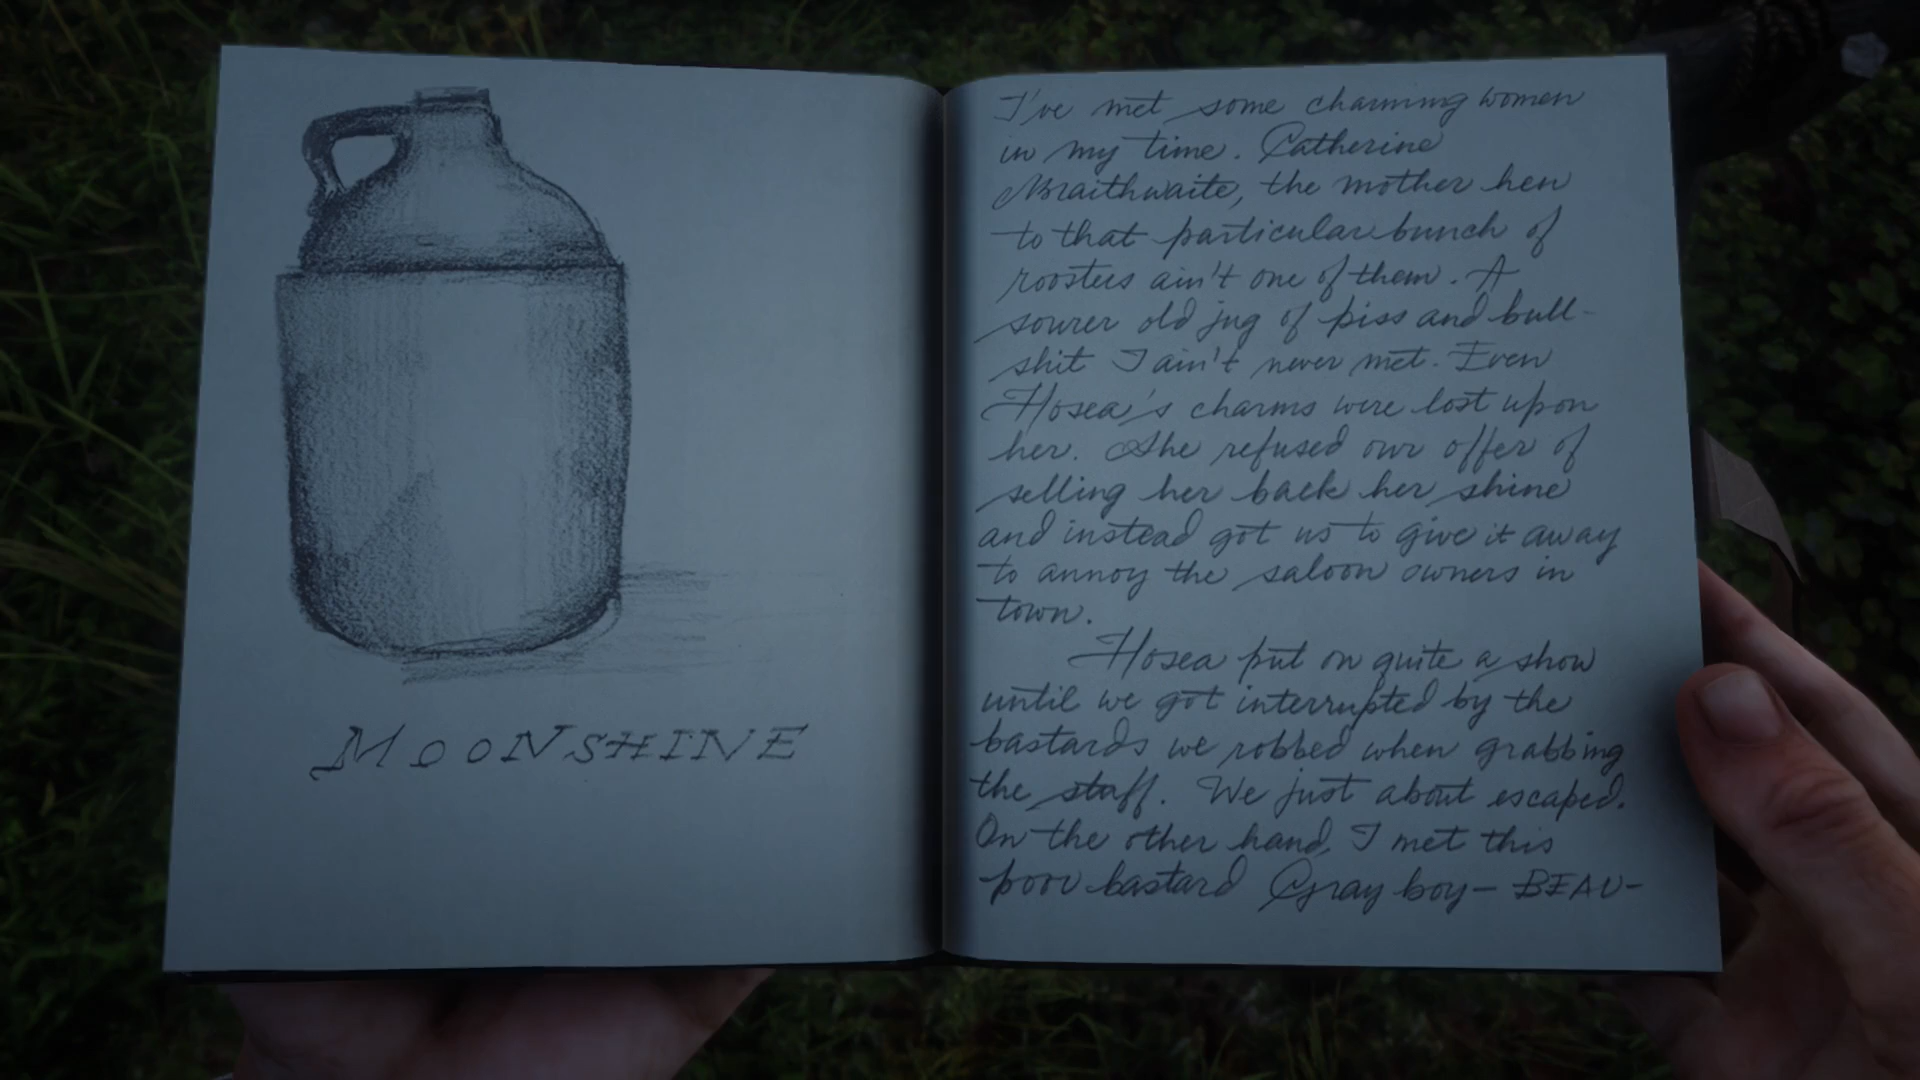 MOONSHINE
I've met some charming women
in my time. Catherine
Braithwaite, the mother hen
to that particular bunch of
roosters ain't one of them. A
sourer old jug of piss and bull-
shit I ain't never met. Even
Hosea's charms were lost upon
her. She refused our offer of
selling her back her shine
and instead got us to give it away
to annoy the saloon owners in
town.
Hosea put on quite a show
until we got interrupted by the
bastards we robbed when grabbing
the staff. We just about escaped.
On the other hand, I met this
poor bastard Gray boy - BEAU-